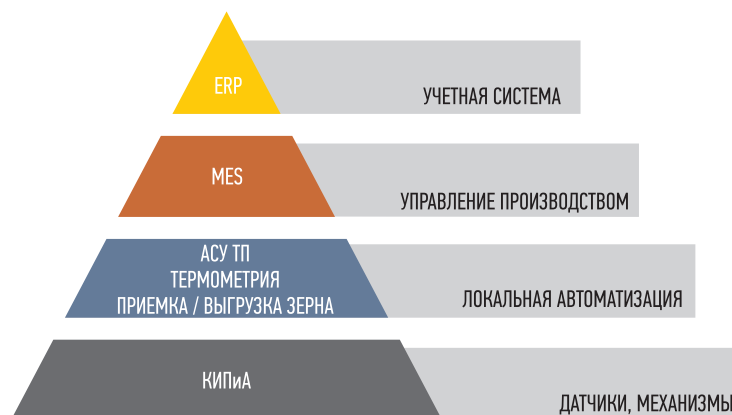 ERP
УЧЕТНАЯ СИСТЕМА
MES
УПРАВЛЕНИЕ ПРОИЗВОДСТВОМ
АСУ ТП
ТЕРМОМЕТРИЯ
ПРИЕМКА / ВЫГРУЗКА ЗЕРНА
ЛОКАЛЬНАЯ АВТОМАТИЗАЦИЯ
КИПиА
ДАТЧИКИ, МЕХАНИЗМЫ